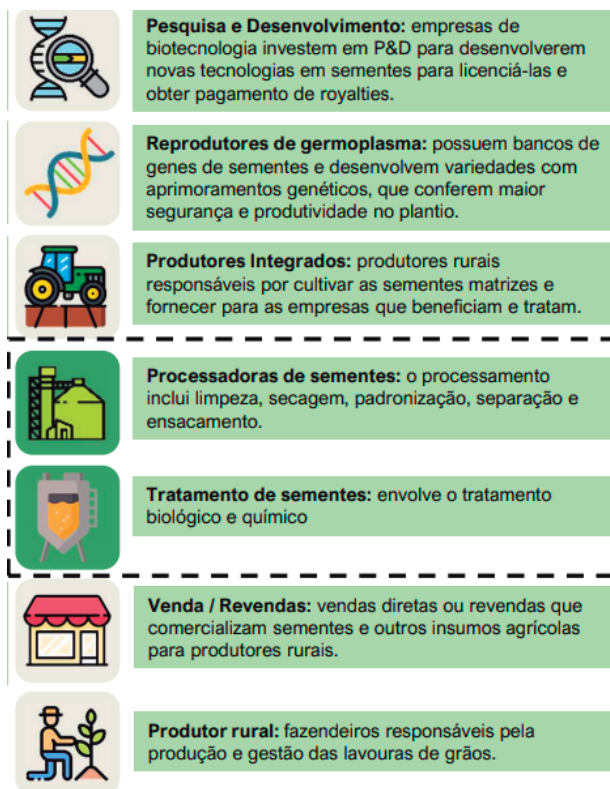 Pesquisa e Desenvolvimento: empresas de
biotecnologia investem em P&D para desenvolverem
novas tecnologias em sementes para licenciá-las e
obter pagamento de royalties.
Reprodutores de germoplasma: possuem bancos de
genes de sementes e desenvolvem variedades com
aprimoramentos genéticos, que conferem maior
segurança e produtividade no plantio.
Produtores Integrados: produtores rurais
responsáveis por cultivar as sementes matrizes e
fornecer para as empresas que beneficiam e tratam.
Processadoras de sementes: o processamento
inclui limpeza, secagem, padronização, separação e
ensacamento.
Tratamento de sementes: envolve o tratamento
biológico e químico
Venda / Revendas: vendas diretas ou revendas que
comercializam sementes e outros insumos agrícolas
para produtores rurais.
Produtor rural: fazendeiros responsáveis pela
produção e gestão das lavouras de grãos.